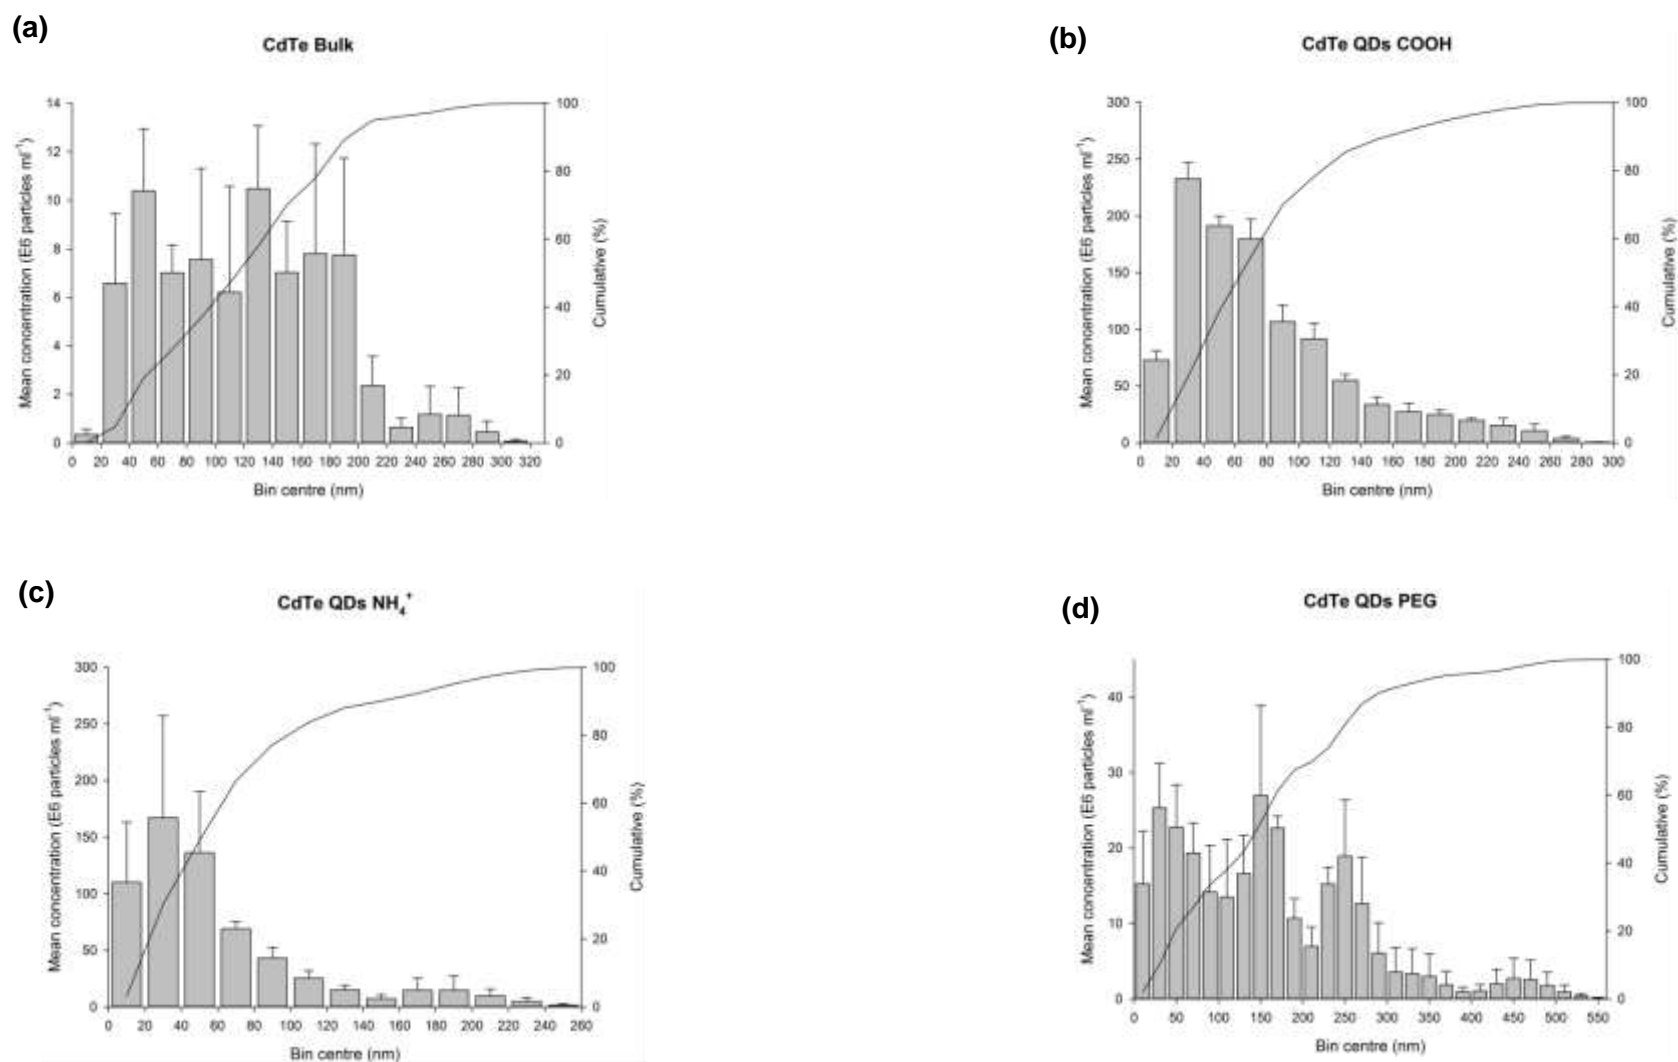 (a)
CdTe Bulk
Mean concentration (E6 particles ml⁻¹)
14
12
10
8
6
4
2
0
100
80
60
40
20
0
Cumulative (%)
0 20 40 60 80 100 120 140 160 180 200 220 240 260 280 300 320
Bin centre (nm)
(b)
CdTe QDs COOH
Mean concentration (E6 particles ml⁻¹)
300
250
200
150
100
50
0
100
80
60
40
20
0
Cumulative (%)
0 20 40 60 80 100 120 140 160 180 200 220 240 260 280 300
Bin centre (nm)
(c)
CdTe QDs NH₄⁺
Mean concentration (E6 particles ml⁻¹)
300
250
200
150
100
50
0
100
80
60
40
20
0
Cumulative (%)
0 20 40 60 80 100 120 140 160 180 200 220 240 260
Bin centre (nm)
(d)
CdTe QDs PEG
Mean concentration (E6 particles ml⁻¹)
40
30
20
10
0
100
80
60
40
20
0
Cumulative (%)
0 50 100 150 200 250 300 350 400 450 500 550
Bin centre (nm)